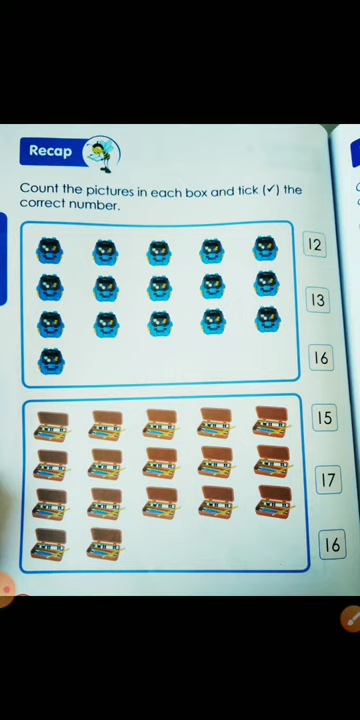 Recap
Count the pictures in each box and tick (✓) the
correct number.
12
13
16
15
17
16